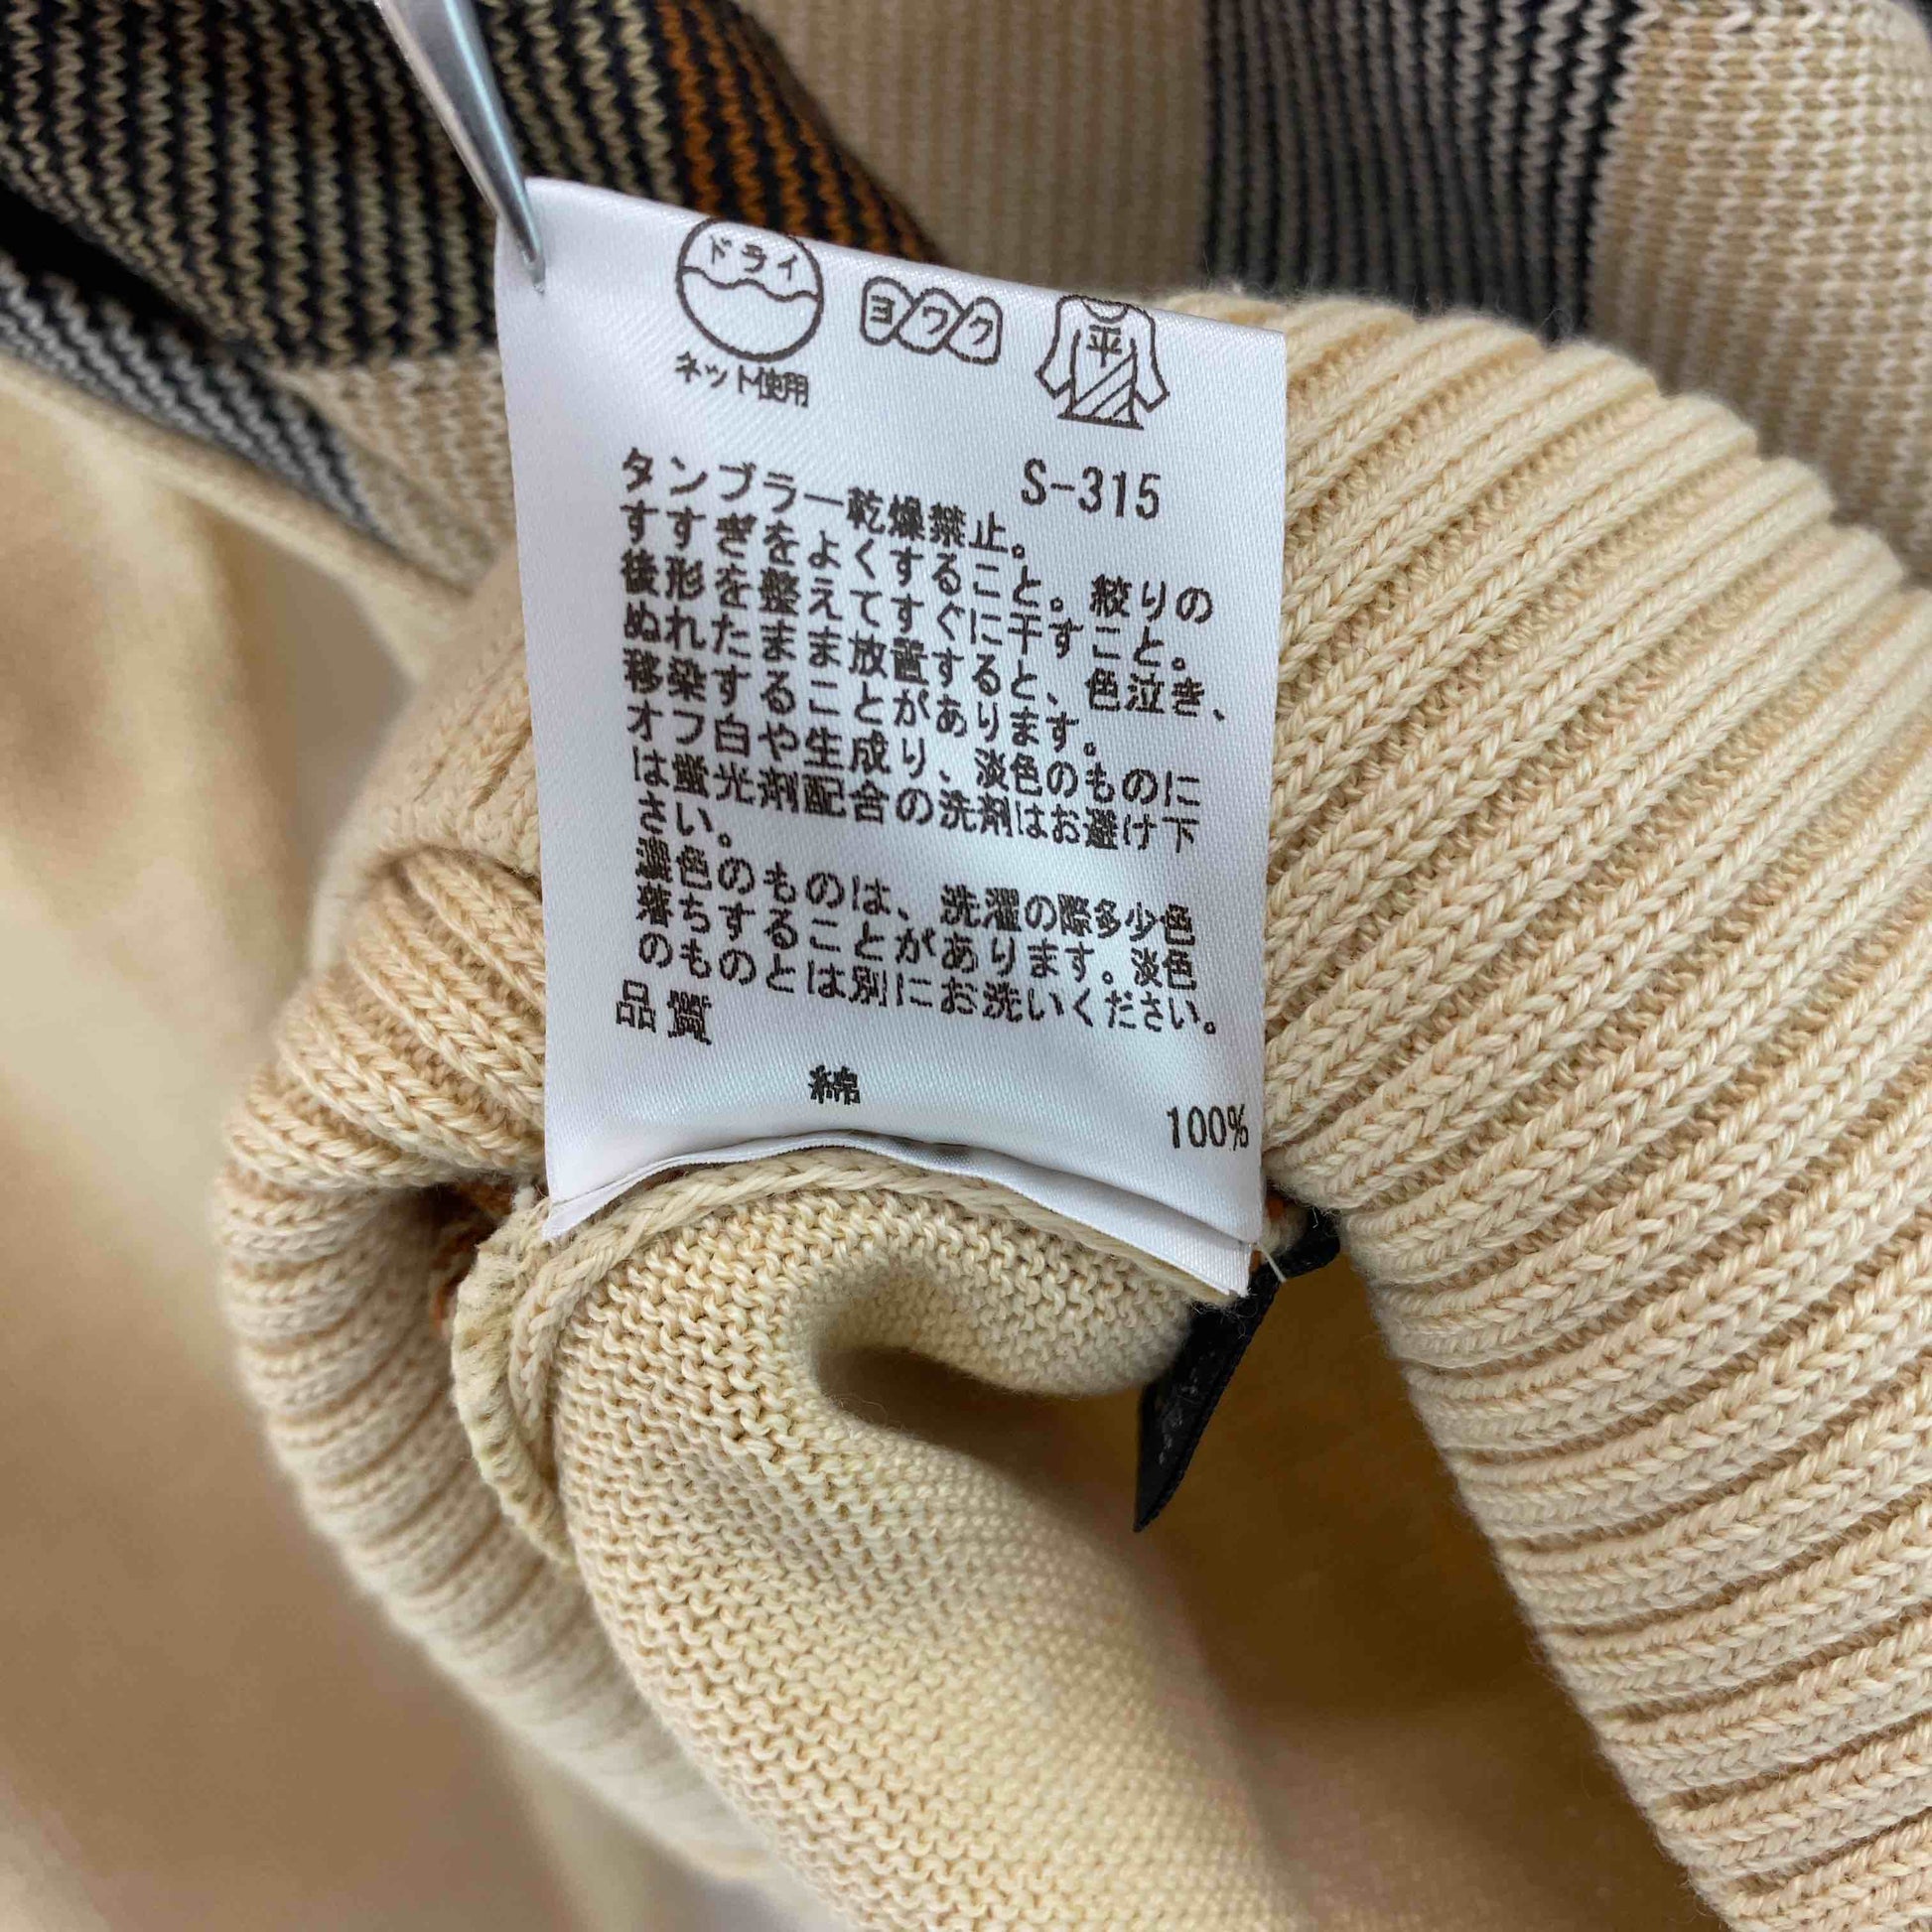 ドライ
ネット使用
ヨワク
平
S-315
タンブラー乾燥禁止。
すすぎをよくすること。絞りの
後形を整えてすぐに干すこと。
ぬれたまま放置すると、色泣き、
移染することがあります。
オフ白や生成り、淡色のものに
は蛍光剤配合の洗剤はお避け下
さい。
濃色のものは、洗濯の際多少色
落ちすることがあります。淡色
のものとは別にお洗いください。
品質
綿 100%